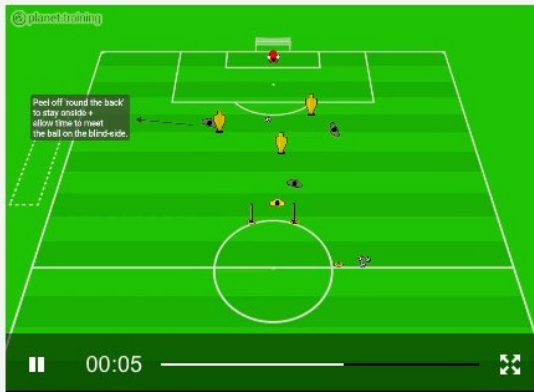 planet.training
Peel off 'round the back'
to stay onside +
allow time to meet
the ball on the blind-side.
00:05